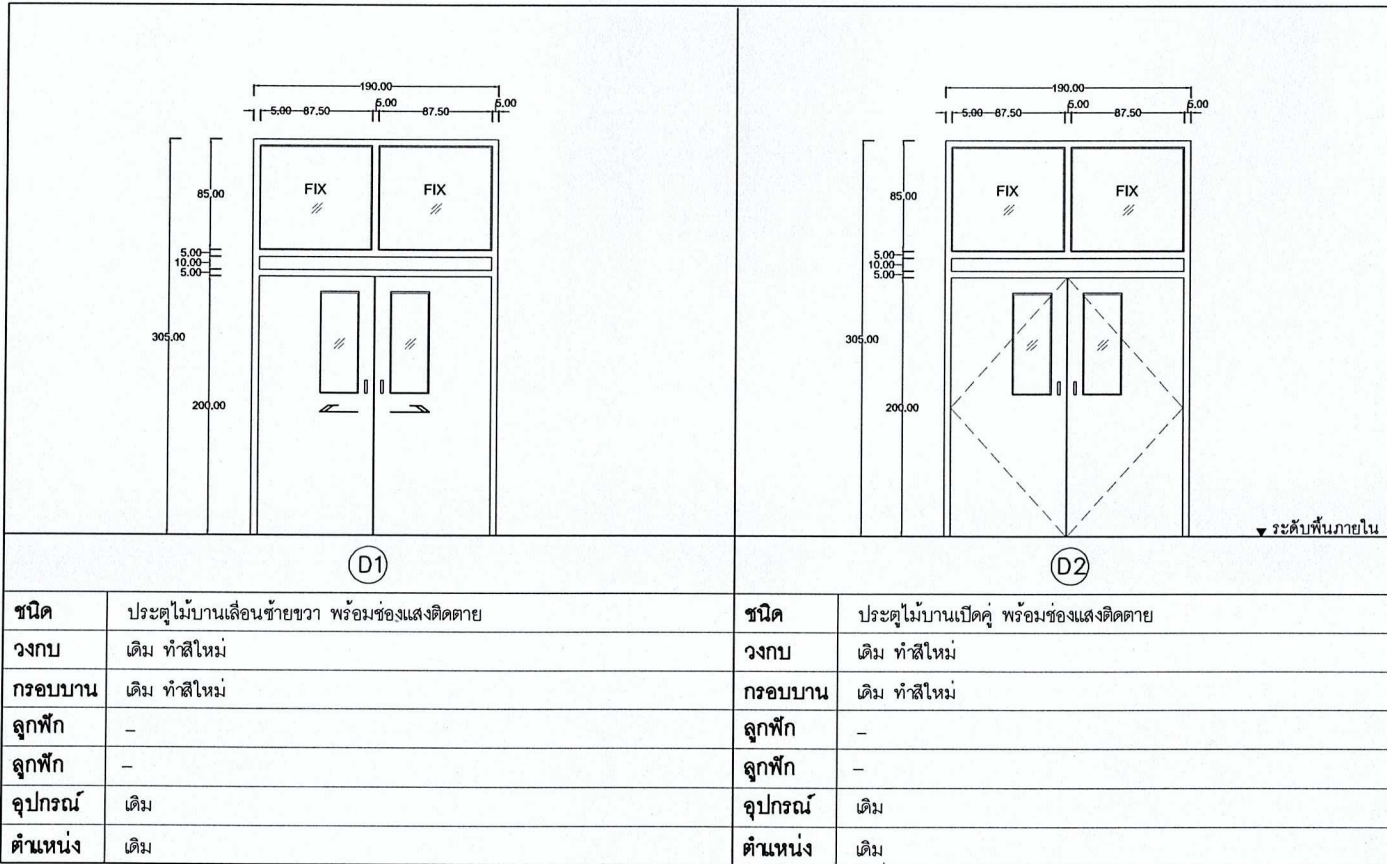 190.00
5.00 87.50 5.00 87.50 5.00
85.00
FIX FIX
5.00
10.00
5.00
305.00
200.00
D1
ชนิด ประตูไม้บานเลื่อนซ้ายขวา พร้อมช่องแสงติดตาย
วงกบ เดิม ทำสีใหม่
กรอบบาน เดิม ทำสีใหม่
ลูกฟัก –
ลูกฟัก –
อุปกรณ์ เดิม
ตำแหน่ง เดิม
190.00
5.00 87.50 5.00 87.50 5.00
85.00
FIX FIX
5.00
10.00
5.00
305.00
200.00
ระดับพื้นภายใน
D2
ชนิด ประตูไม้บานเปิดคู่ พร้อมช่องแสงติดตาย
วงกบ เดิม ทำสีใหม่
กรอบบาน เดิม ทำสีใหม่
ลูกฟัก –
ลูกฟัก –
อุปกรณ์ เดิม
ตำแหน่ง เดิม